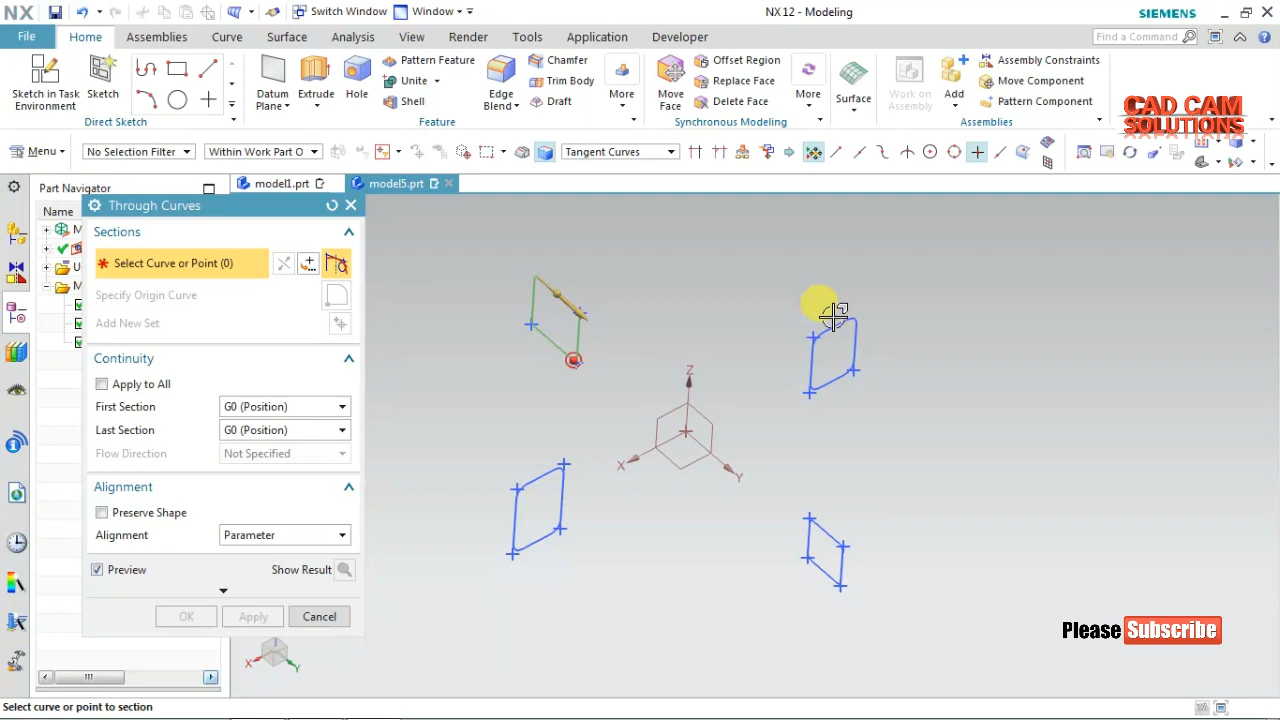 NX
Switch Window
Window
NX12 - Modeling
SIEMENS
File
Home
Assemblies
Curve
Surface
Analysis
View
Render
Tools
Application
Developer
Find a Command
Sketch in Task Environment
Sketch
Direct Sketch
Datum Plane
Extrude
Hole
Pattern Feature
Unite
Shell
Edge Blend
Chamfer
Trim Body
Draft
More
Feature
Move Face
Offset Region
Replace Face
Delete Face
More
Synchronous Modeling
Surface
Work on Assembly
Add
Assembly Constraints
Move Component
Pattern Component
Assemblies
CAD CAM
SOLUTIONS
Menu
No Selection Filter
Within Work Part O
Tangent Curves
Part Navigator
model1.prt
model5.prt
Name
M
U
M
Through Curves
Sections
* Select Curve or Point (0)
Specify Origin Curve
Add New Set
Continuity
Apply to All
First Section
G0 (Position)
Last Section
G0 (Position)
Flow Direction
Not Specified
Alignment
Preserve Shape
Alignment
Parameter
Preview
Show Result
OK
Apply
Cancel
Z
X
Y
X
Y
Please Subscribe
Select curve or point to section